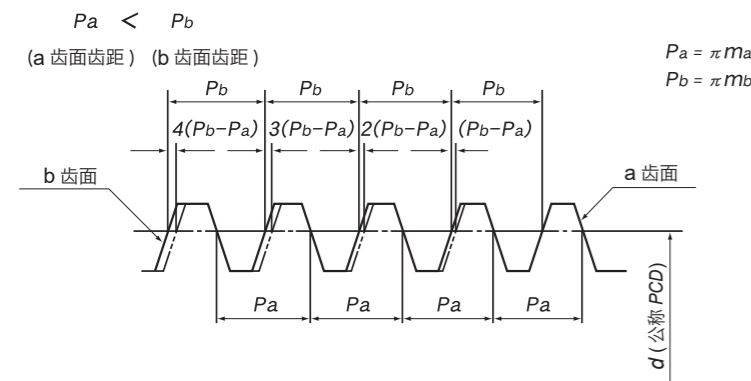 Pa < Pb
(a 齿面齿距) (b 齿面齿距)
Pa = πma
Pb = πmb
Pb Pb Pb Pb
4(Pb−Pa) 3(Pb−Pa) 2(Pb−Pa) (Pb−Pa)
b 齿面
a 齿面
Pa Pa Pa Pa
d (公称 PCD)